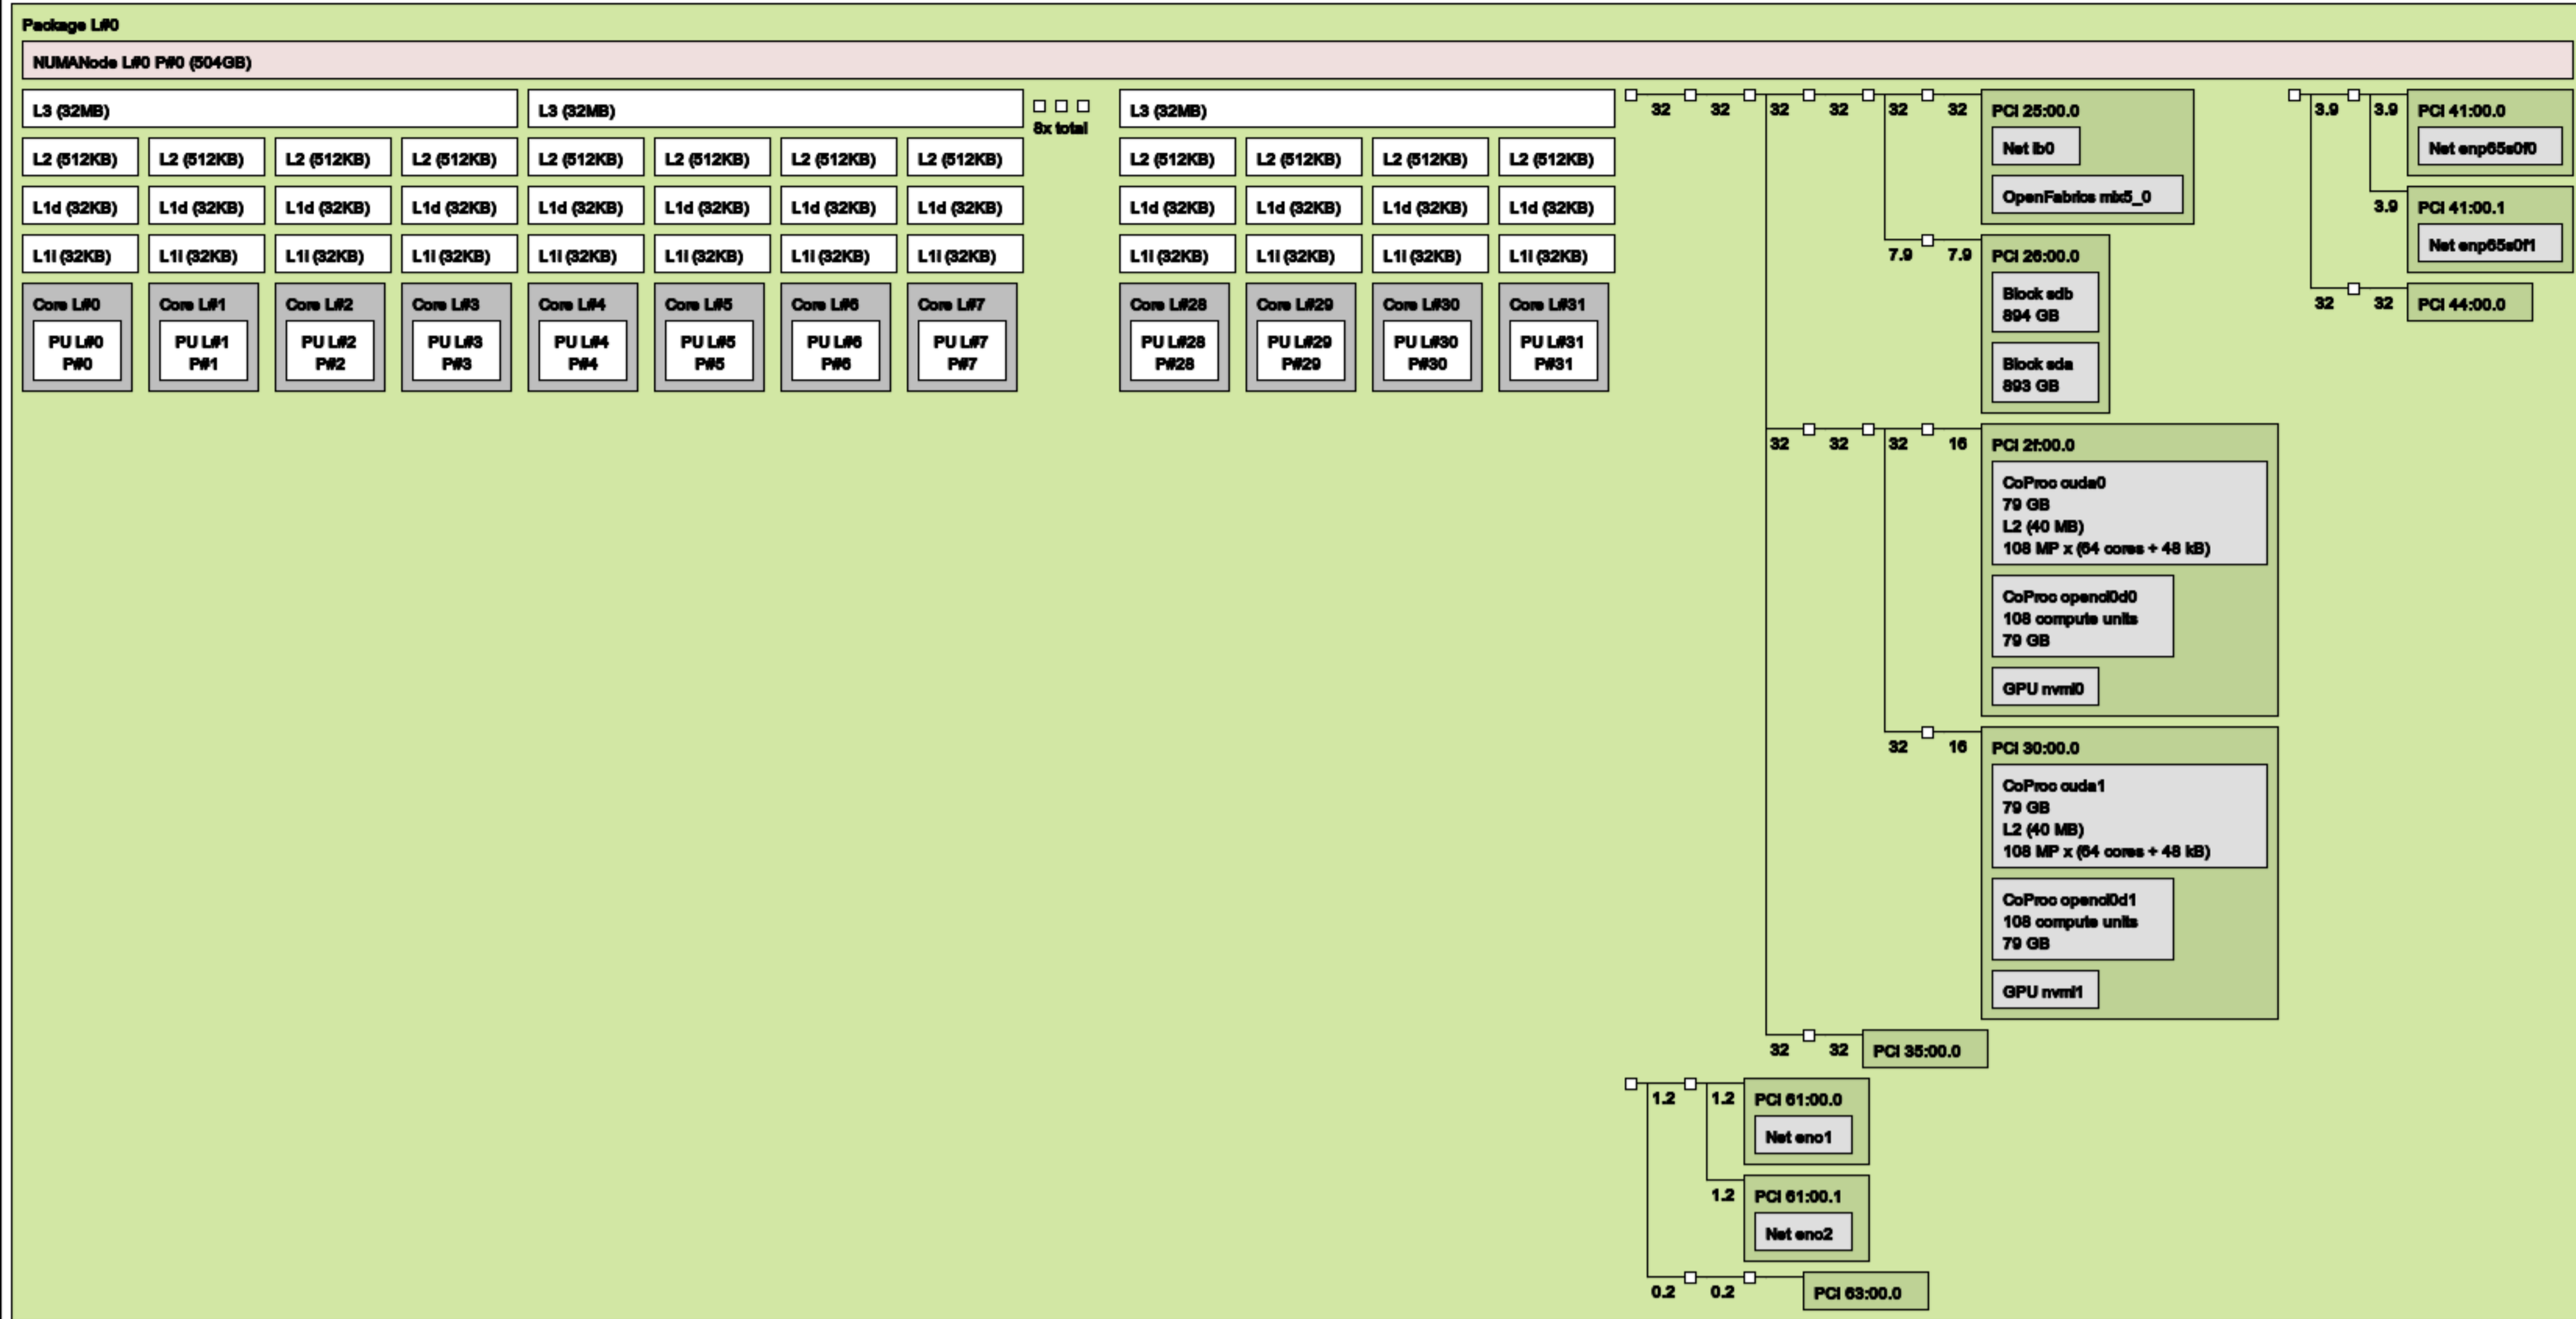 Package L#0
NUMANode L#0 P#0 (504GB)
L3 (32MB) L3 (32MB) 8x total L3 (32MB)
L2 (512KB) L2 (512KB) L2 (512KB) L2 (512KB) L2 (512KB) L2 (512KB) L2 (512KB) L2 (512KB) L2 (512KB) L2 (512KB) L2 (512KB) L2 (512KB)
L1d (32KB) L1d (32KB) L1d (32KB) L1d (32KB) L1d (32KB) L1d (32KB) L1d (32KB) L1d (32KB) L1d (32KB) L1d (32KB) L1d (32KB) L1d (32KB)
L1i (32KB) L1i (32KB) L1i (32KB) L1i (32KB) L1i (32KB) L1i (32KB) L1i (32KB) L1i (32KB) L1i (32KB) L1i (32KB) L1i (32KB) L1i (32KB)
Core L#0 Core L#1 Core L#2 Core L#3 Core L#4 Core L#5 Core L#6 Core L#7 Core L#28 Core L#29 Core L#30 Core L#31
PU L#0 PU L#1 PU L#2 PU L#3 PU L#4 PU L#5 PU L#6 PU L#7 PU L#28 PU L#29 PU L#30 PU L#31
P#0 P#1 P#2 P#3 P#4 P#5 P#6 P#7 P#28 P#29 P#30 P#31
32 32 32 32 32 32 PCI 25:00.0
Net ib0
OpenFabrics mlx5_0
7.9 7.9 PCI 26:00.0
Block sdb
894 GB
Block sda
893 GB
32 32 32 16 PCI 2f:00.0
CoProc cuda0
79 GB
L2 (40 MB)
108 MP x (64 cores + 48 kB)
CoProc opencl0d0
108 compute units
79 GB
GPU nvml0
32 16 PCI 30:00.0
CoProc cuda1
79 GB
L2 (40 MB)
108 MP x (64 cores + 48 kB)
CoProc opencl0d1
108 compute units
79 GB
GPU nvml1
32 32 PCI 35:00.0
1.2 1.2 PCI 61:00.0
Net eno1
1.2 PCI 61:00.1
Net eno2
0.2 0.2 PCI 63:00.0
3.9 3.9 PCI 41:00.0
Net enp65s0f0
3.9 PCI 41:00.1
Net enp65s0f1
32 32 PCI 44:00.0